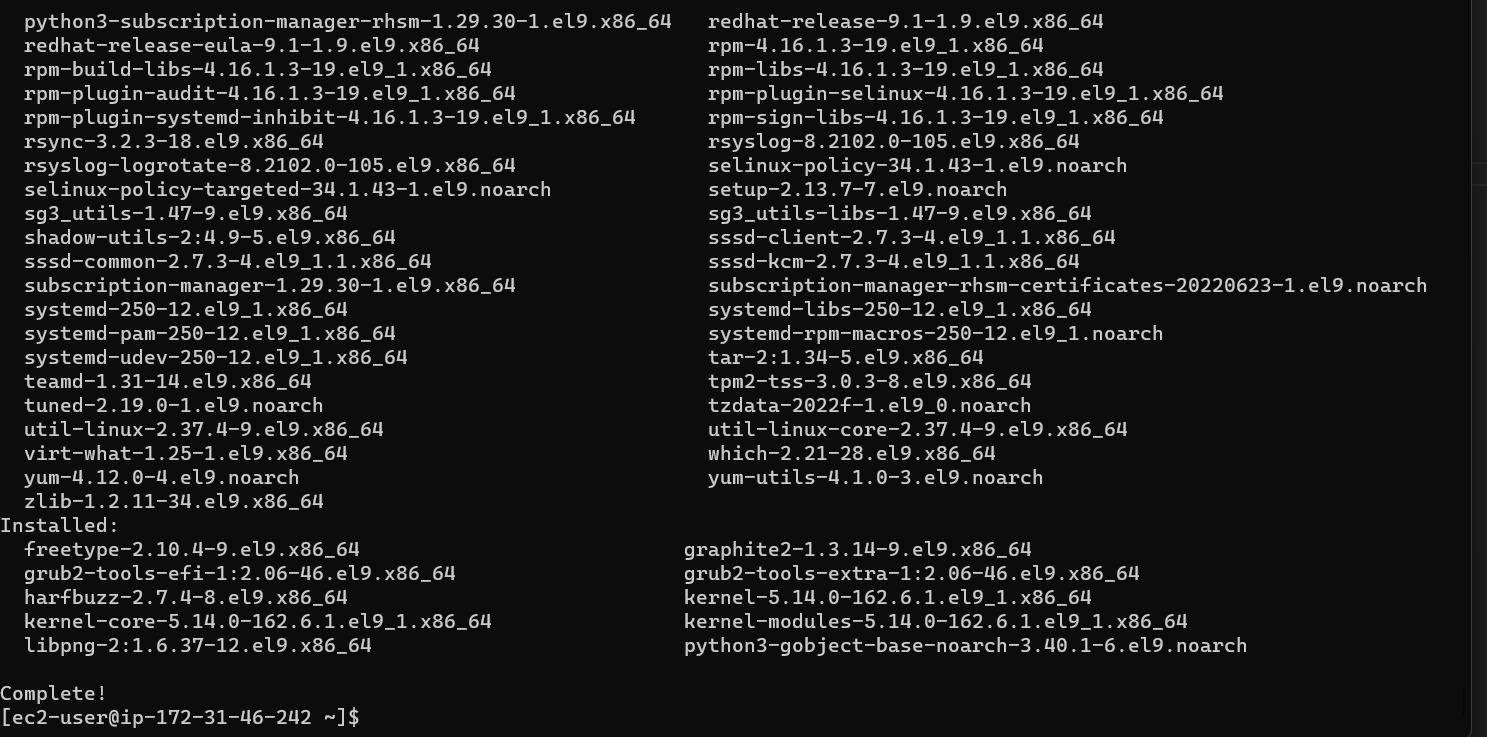 python3-subscription-manager-rhsm-1.29.30-1.el9.x86_64   redhat-release-9.1-1.9.el9.x86_64
redhat-release-eula-9.1-1.9.el9.x86_64   rpm-4.16.1.3-19.el9_1.x86_64
rpm-build-libs-4.16.1.3-19.el9_1.x86_64   rpm-libs-4.16.1.3-19.el9_1.x86_64
rpm-plugin-audit-4.16.1.3-19.el9_1.x86_64   rpm-plugin-selinux-4.16.1.3-19.el9_1.x86_64
rpm-plugin-systemd-inhibit-4.16.1.3-19.el9_1.x86_64   rpm-sign-libs-4.16.1.3-19.el9_1.x86_64
rsync-3.2.3-18.el9.x86_64   rsyslog-8.2102.0-105.el9.x86_64
rsyslog-logrotate-8.2102.0-105.el9.x86_64   selinux-policy-34.1.43-1.el9.noarch
selinux-policy-targeted-34.1.43-1.el9.noarch   setup-2.13.7-7.el9.noarch
sg3_utils-1.47-9.el9.x86_64   sg3_utils-libs-1.47-9.el9.x86_64
shadow-utils-2:4.9-5.el9.x86_64   sssd-client-2.7.3-4.el9_1.1.x86_64
sssd-common-2.7.3-4.el9_1.1.x86_64   sssd-kcm-2.7.3-4.el9_1.1.x86_64
subscription-manager-1.29.30-1.el9.x86_64   subscription-manager-rhsm-certificates-20220623-1.el9.noarch
systemd-250-12.el9_1.x86_64   systemd-libs-250-12.el9_1.x86_64
systemd-pam-250-12.el9_1.x86_64   systemd-rpm-macros-250-12.el9_1.noarch
systemd-udev-250-12.el9_1.x86_64   tar-2:1.34-5.el9.x86_64
teamd-1.31-14.el9.x86_64   tpm2-tss-3.0.3-8.el9.x86_64
tuned-2.19.0-1.el9.noarch   tzdata-2022f-1.el9_0.noarch
util-linux-2.37.4-9.el9.x86_64   util-linux-core-2.37.4-9.el9.x86_64
virt-what-1.25-1.el9.x86_64   which-2.21-28.el9.x86_64
yum-4.12.0-4.el9.noarch   yum-utils-4.1.0-3.el9.noarch
zlib-1.2.11-34.el9.x86_64
Installed:
freetype-2.10.4-9.el9.x86_64   graphite2-1.3.14-9.el9.x86_64
grub2-tools-efi-1:2.06-46.el9.x86_64   grub2-tools-extra-1:2.06-46.el9.x86_64
harfbuzz-2.7.4-8.el9.x86_64   kernel-5.14.0-162.6.1.el9_1.x86_64
kernel-core-5.14.0-162.6.1.el9_1.x86_64   kernel-modules-5.14.0-162.6.1.el9_1.x86_64
libpng-2:1.6.37-12.el9.x86_64   python3-gobject-base-noarch-3.40.1-6.el9.noarch
Complete!
[ec2-user@ip-172-31-46-242 ~]$